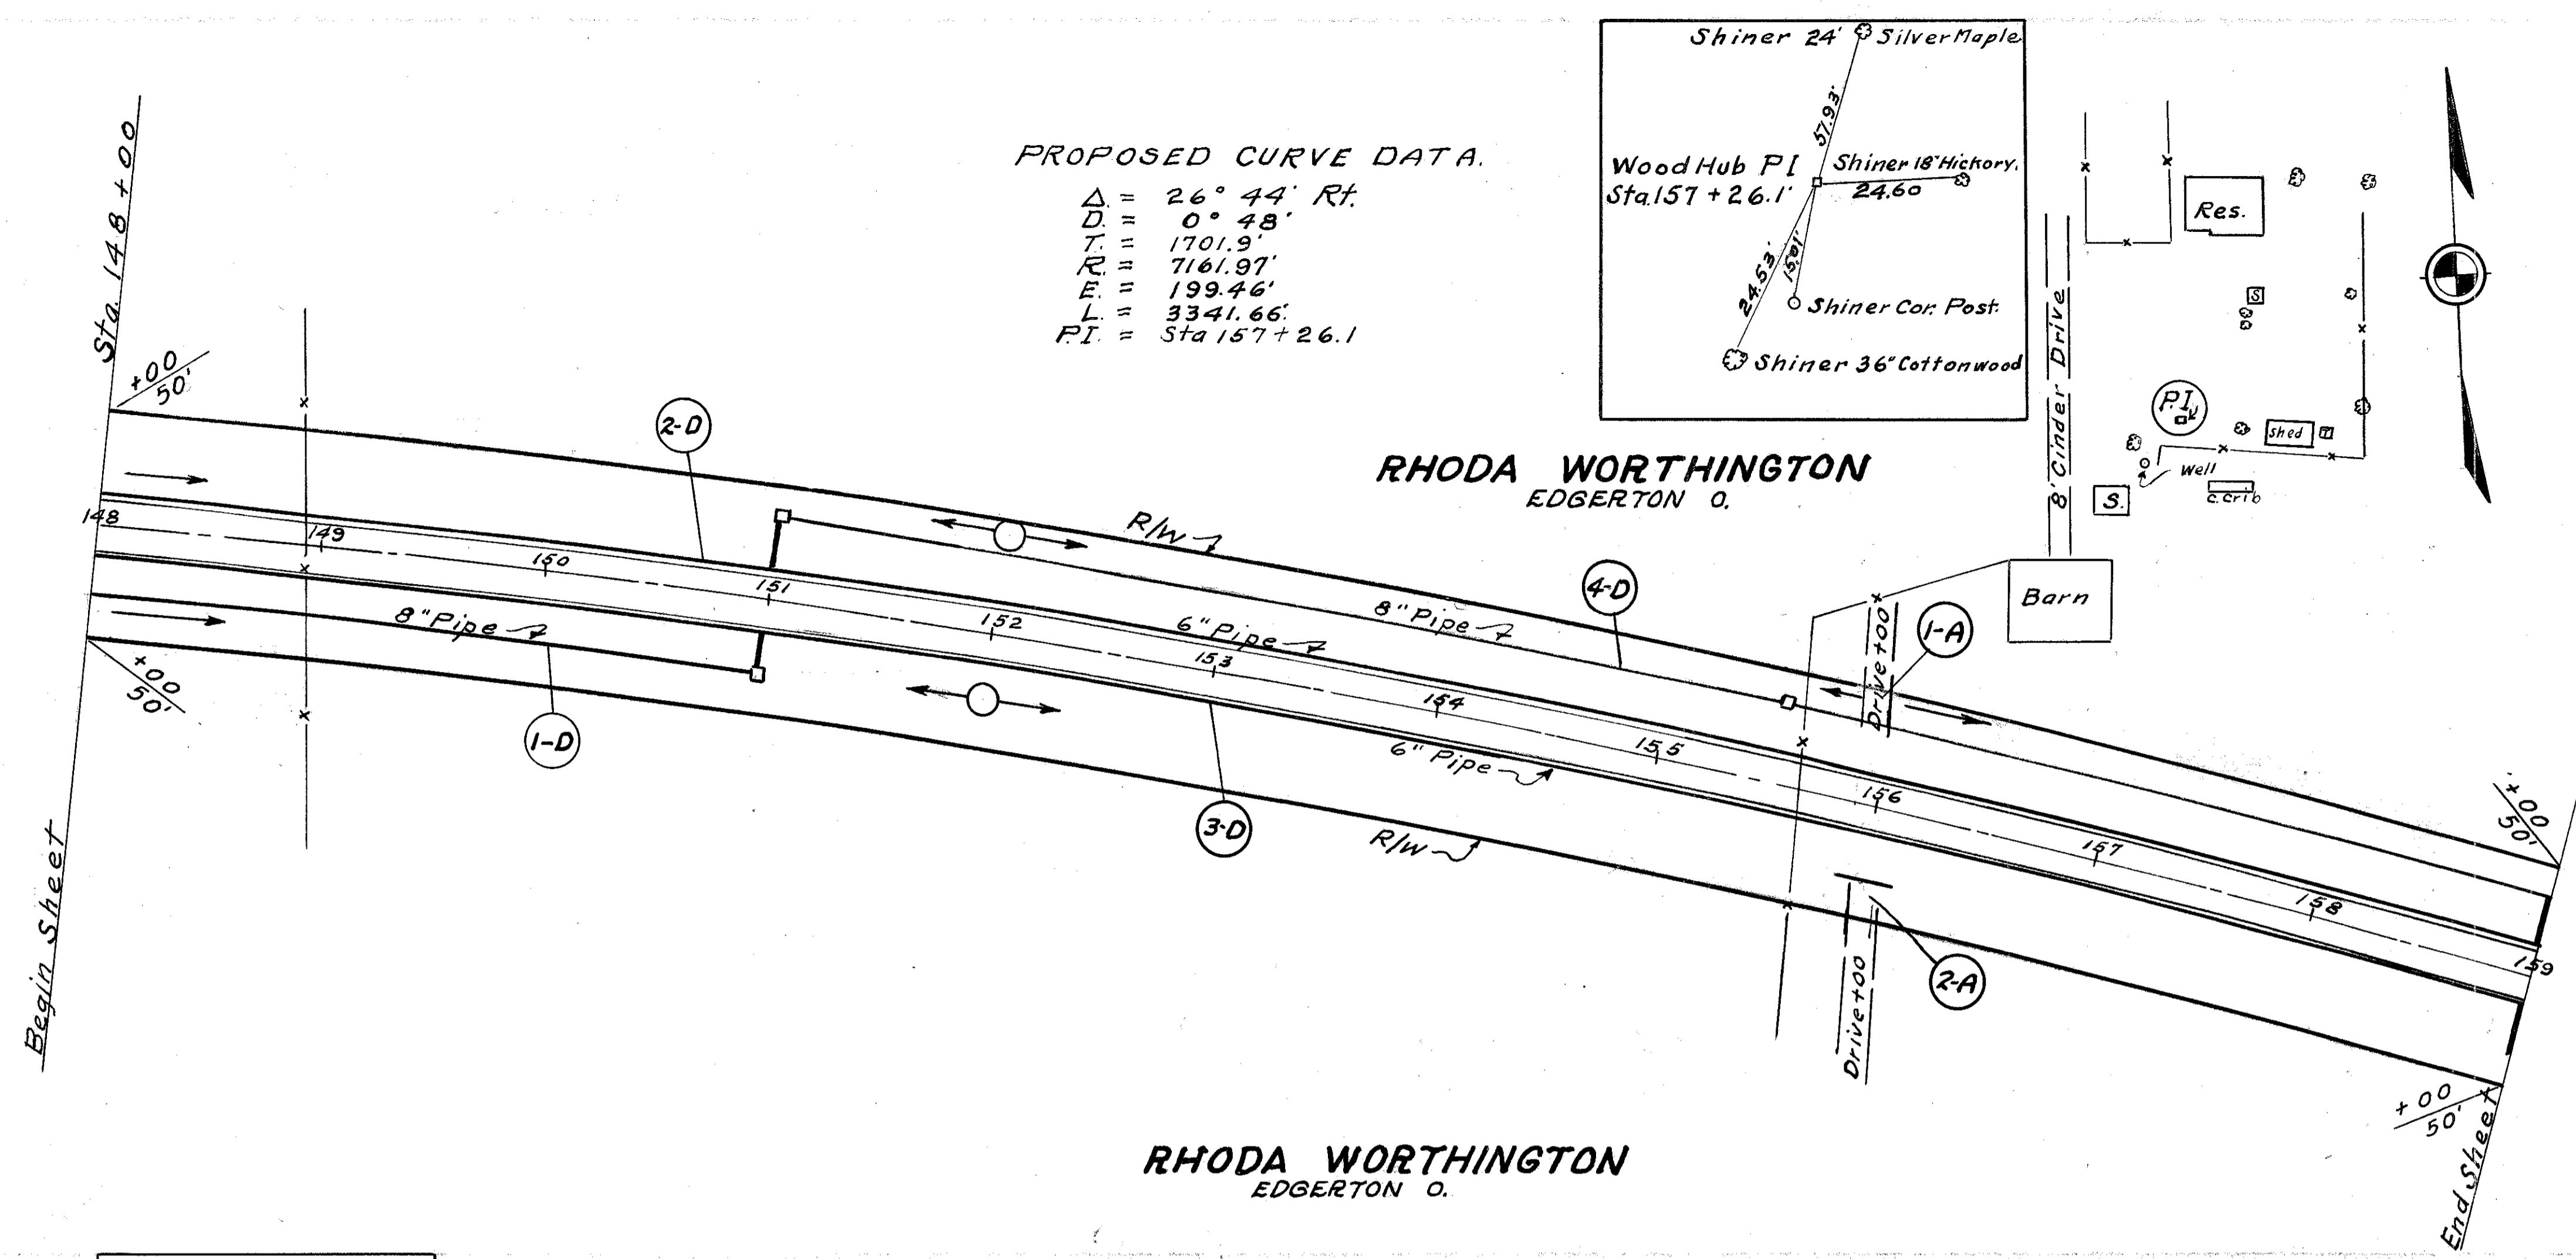 Shiner 24' Silver Maple
57.93'
Wood Hub P I
Sta.157 + 26.1'
Shiner 18" Hickory.
24.60
24.53'
15.01'
Shiner Cor. Post.
Shiner 36" Cottonwood
PROPOSED CURVE DATA.
Δ. = 26° 44' Rt.
D. = 0° 48'
T. = 1701.9'
R. = 7161.97'
E. = 199.46'
L. = 3341.66'.
P.I. = Sta 157 + 26.1
Sta. 148 + 00
+00
50'
Res.
S
8' Cinder Drive
P.I.
Shed
T
Well
S.
C. Crib
Barn
RHODA WORTHINGTON
EDGERTON O.
2-D
R/W
4-D
148
149
150
151
152
153
154
155
156
157
158
159
8" Pipe
6" Pipe
8" Pipe
6" Pipe
Drive +00
1-A
+00
50'
1-D
3-D
R/W
2-A
Drive +00
+00
50'
+00
50'
Begin Sheet
End Sheet
RHODA WORTHINGTON
EDGERTON O.